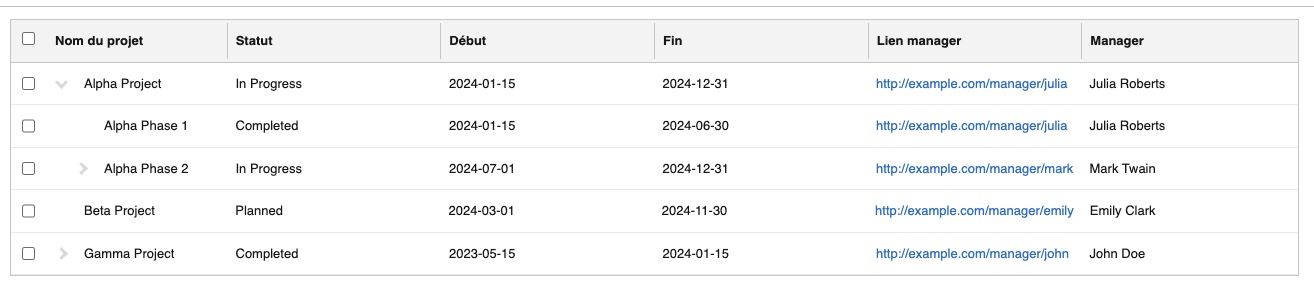 Nom du projet Statut Début Fin Lien manager Manager
Alpha Project In Progress 2024-01-15 2024-12-31 http://example.com/manager/julia Julia Roberts
Alpha Phase 1 Completed 2024-01-15 2024-06-30 http://example.com/manager/julia Julia Roberts
Alpha Phase 2 In Progress 2024-07-01 2024-12-31 http://example.com/manager/mark Mark Twain
Beta Project Planned 2024-03-01 2024-11-30 http://example.com/manager/emily Emily Clark
Gamma Project Completed 2023-05-15 2024-01-15 http://example.com/manager/john John Doe